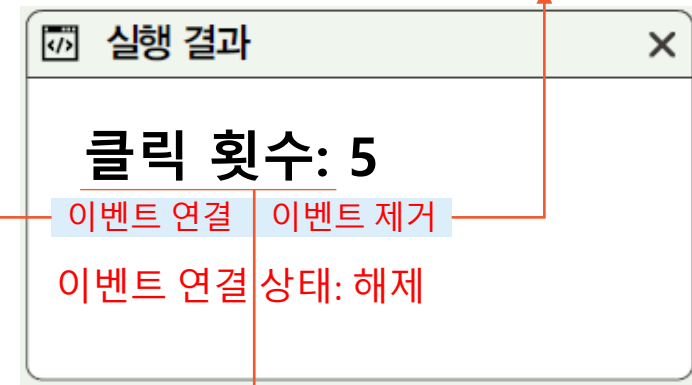 </> 실행 결과 ×
클릭 횟수: 5
이벤트 연결 이벤트 제거
이벤트 연결 상태: 해제